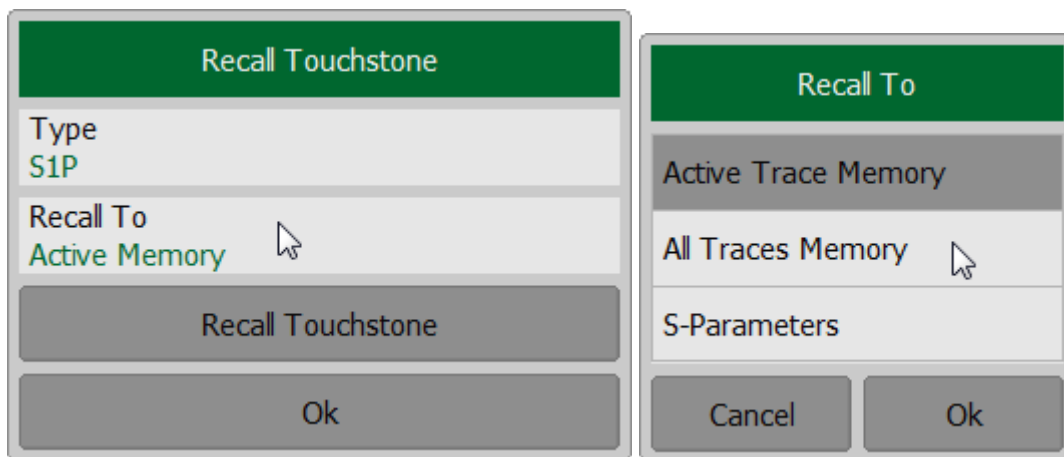 Recall Touchstone
Type
S1P
Recall To
Active Memory
Recall Touchstone
Ok
Recall To
Active Trace Memory
All Traces Memory
S-Parameters
Cancel
Ok